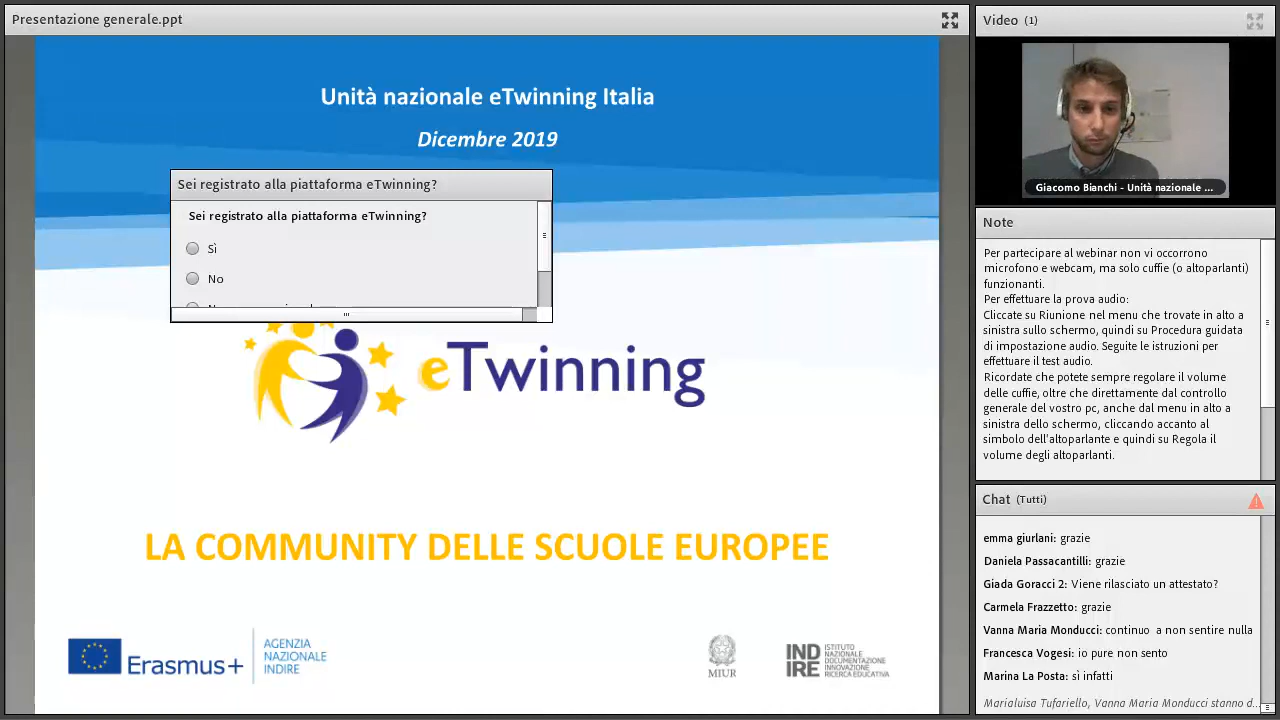 Presentazione generale.ppt
Unità nazionale eTwinning Italia
Dicembre 2019
Sei registrato alla piattaforma eTwinning?
Sei registrato alla piattaforma eTwinning?
Sì
No
eTwinning
LA COMMUNITY DELLE SCUOLE EUROPEE
Erasmus+
AGENZIA
NAZIONALE
INDIRE
MIUR
INDIRE
ISTITUTO
NAZIONALE
DOCUMENTAZIONE
INNOVAZIONE
RICERCA EDUCATIVA
Video (1)
Giacomo Bianchi - Unità nazionale ...
Note
Per partecipare al webinar non vi occorrono
microfono e webcam, ma solo cuffie (o altoparlanti)
funzionanti.
Per effettuare la prova audio:
Cliccate su Riunione nel menu che trovate in alto a
sinistra sullo schermo, quindi su Procedura guidata
di impostazione audio. Seguite le istruzioni per
effettuare il test audio.
Ricordate che potete sempre regolare il volume
delle cuffie, oltre che direttamente dal controllo
generale del vostro pc, anche dal menu in alto a
sinistra dello schermo, cliccando accanto al
simbolo dell'altoparlante e quindi su Regola il
volume degli altoparlanti.
Chat (Tutti)
emma giurlani: grazie
Daniela Passacantilli: grazie
Giada Goracci 2: Viene rilasciato un attestato?
Carmela Frazzetto: grazie
Vanna Maria Monducci: continuo a non sentire nulla
Francesca Vogesi: io pure non sento
Marina La Posta: sì infatti
Marialuisa Tufariello, Vanna Maria Monducci stanno d...